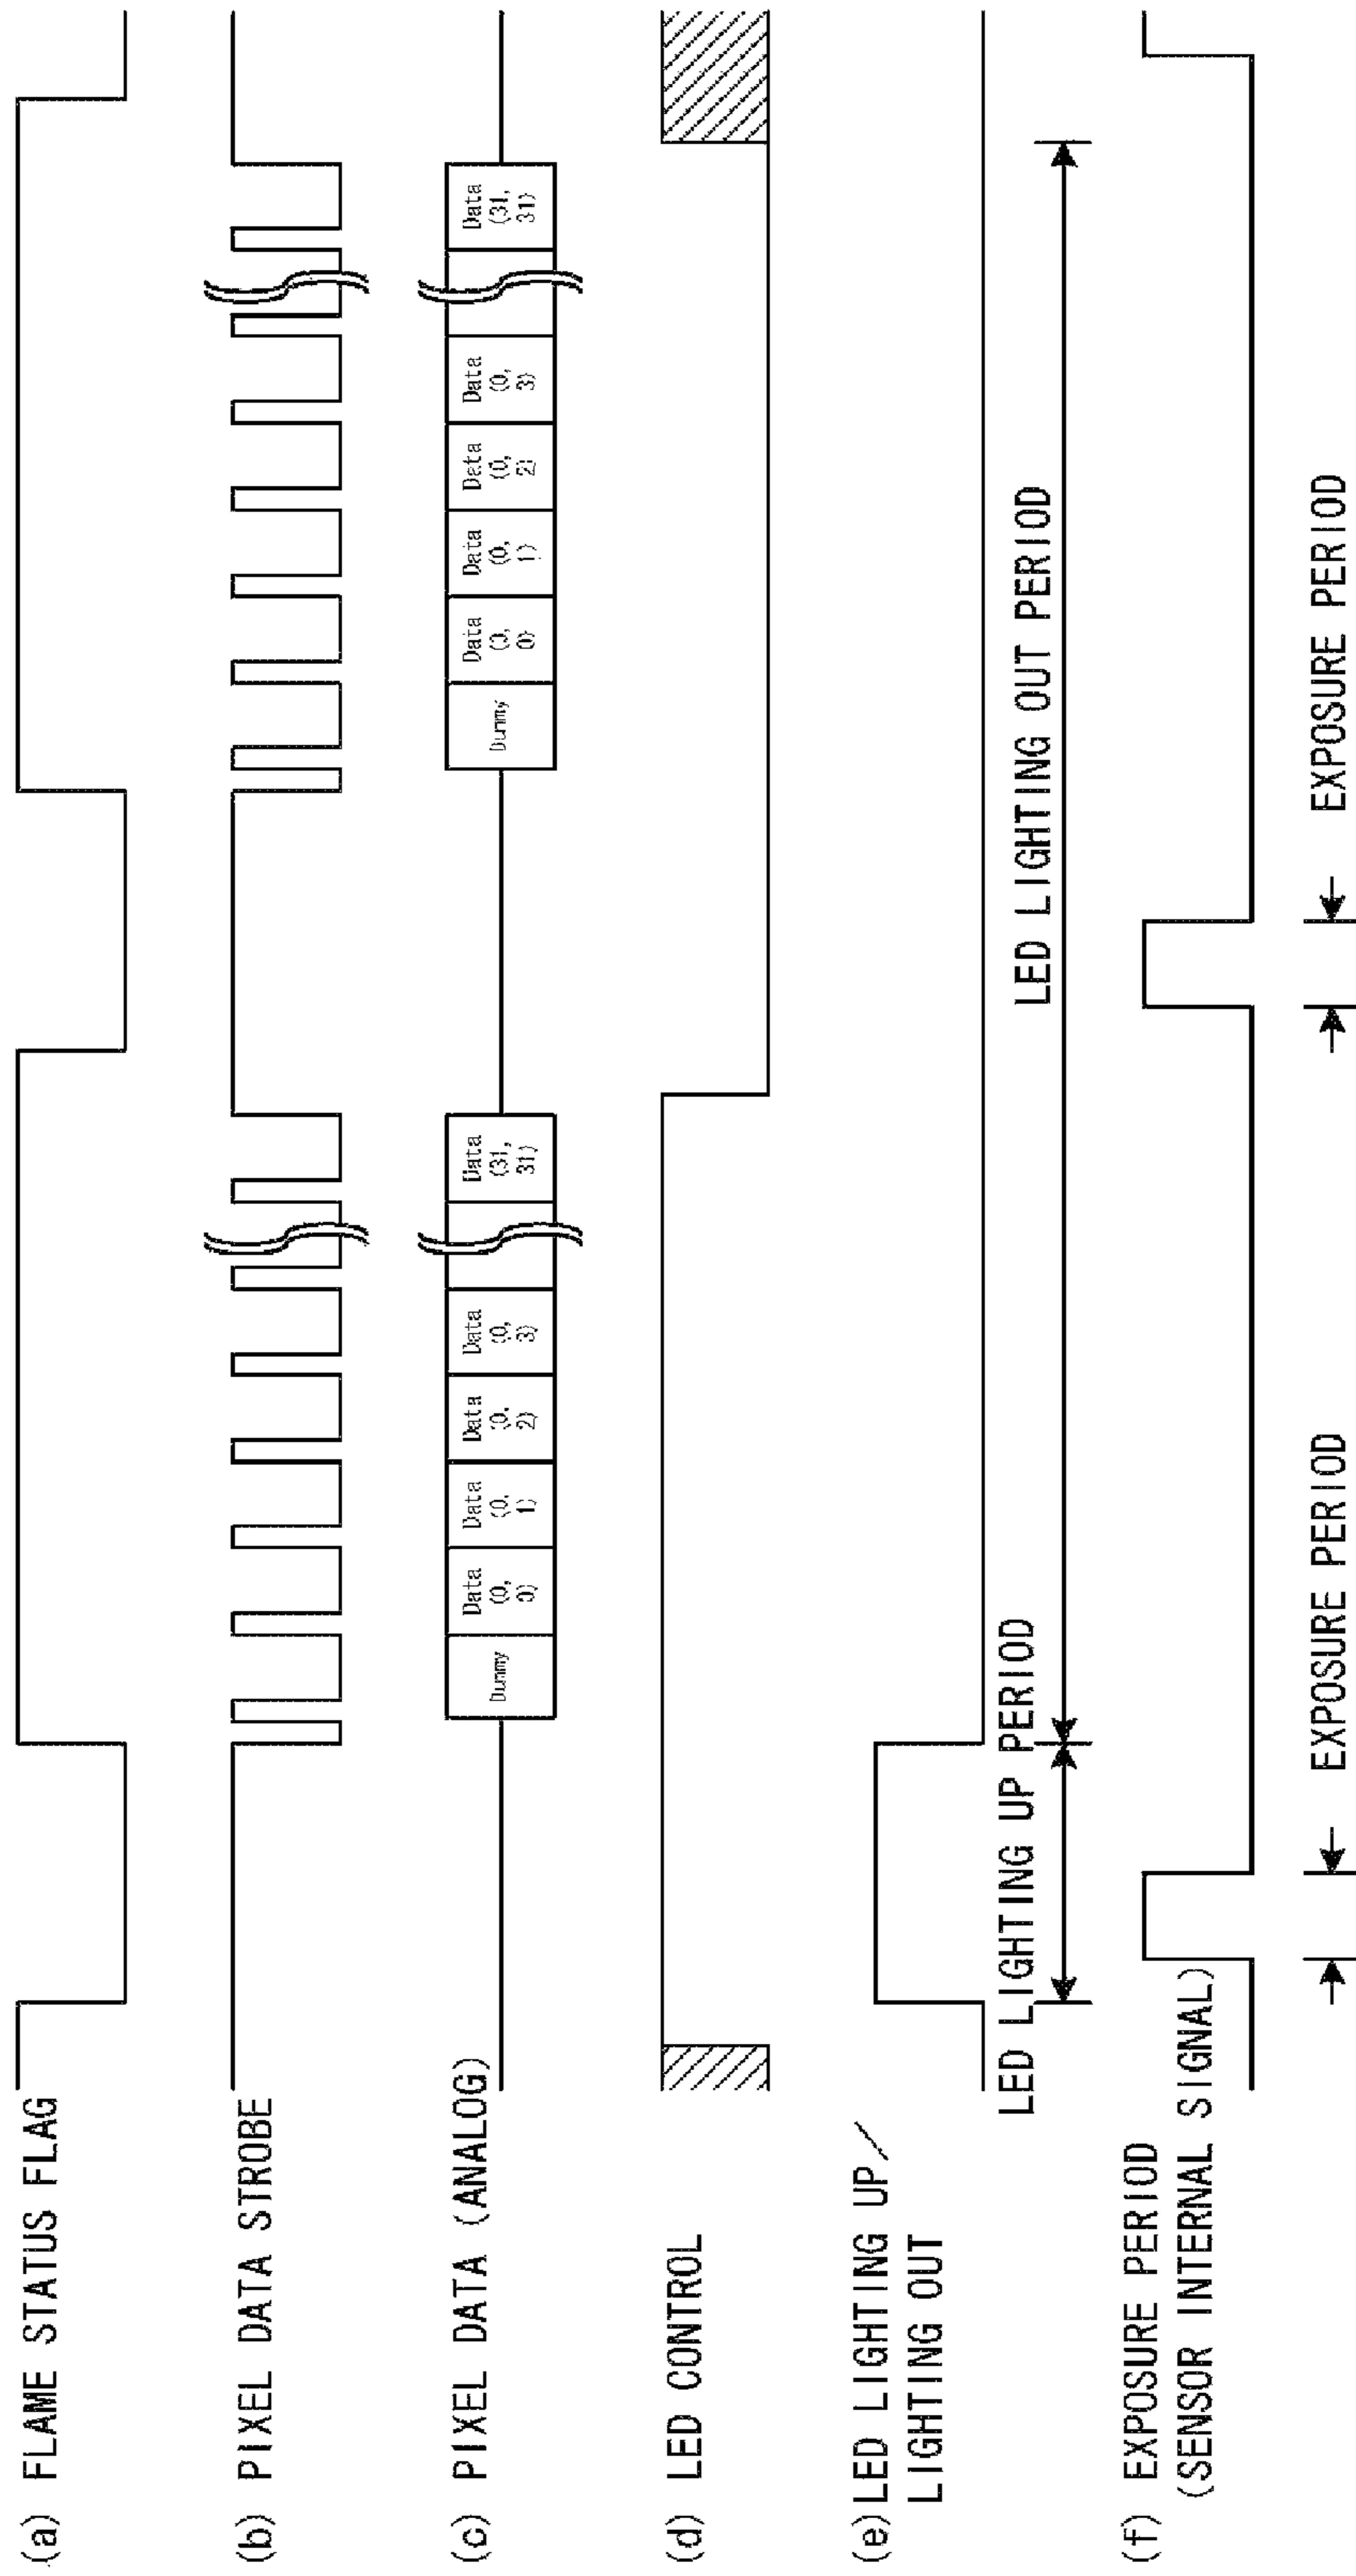 (a) FLAME STATUS FLAG
(b) PIXEL DATA STROBE
(c) PIXEL DATA (ANALOG)
Dummy
Data
(0,
0)
Data
(0,
1)
Data
(0,
2)
Data
(0,
3)
Data
(31,
31)
Dummy
Data
(0,
0)
Data
(0,
1)
Data
(0,
2)
Data
(0,
3)
Data
(31,
31)
(d) LED CONTROL
(e) LED LIGHTING UP/
LIGHTING OUT
LED LIGHTING UP PERIOD
LED LIGHTING OUT PERIOD
(f) EXPOSURE PERIOD
(SENSOR INTERNAL SIGNAL)
EXPOSURE PERIOD
EXPOSURE PERIOD